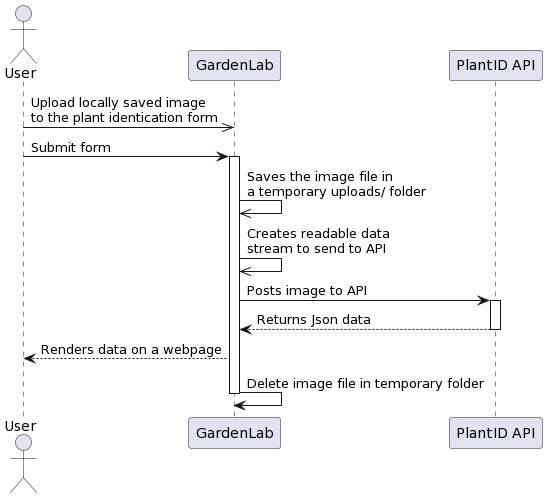 User
GardenLab
PlantID API
Upload locally saved image
to the plant identication form
Submit form
Saves the image file in
a temporary uploads/ folder
Creates readable data
stream to send to API
Posts image to API
Returns Json data
Renders data on a webpage
Delete image file in temporary folder
User
GardenLab
PlantID API